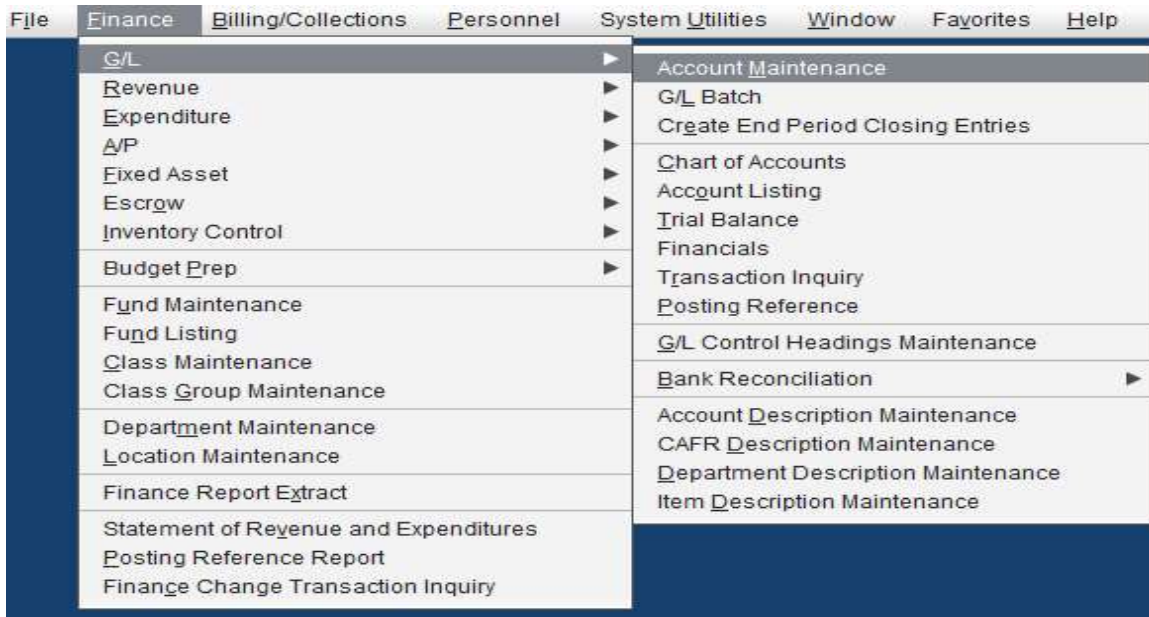 File Finance Billing/Collections Personnel System Utilities Window Favorites Help
G/L
Revenue
Expenditure
A/P
Fixed Asset
Escrow
Inventory Control
Budget Prep
Fund Maintenance
Fund Listing
Class Maintenance
Class Group Maintenance
Department Maintenance
Location Maintenance
Finance Report Extract
Statement of Revenue and Expenditures
Posting Reference Report
Finance Change Transaction Inquiry
Account Maintenance
G/L Batch
Create End Period Closing Entries
Chart of Accounts
Account Listing
Trial Balance
Financials
Transaction Inquiry
Posting Reference
G/L Control Headings Maintenance
Bank Reconciliation
Account Description Maintenance
CAFR Description Maintenance
Department Description Maintenance
Item Description Maintenance